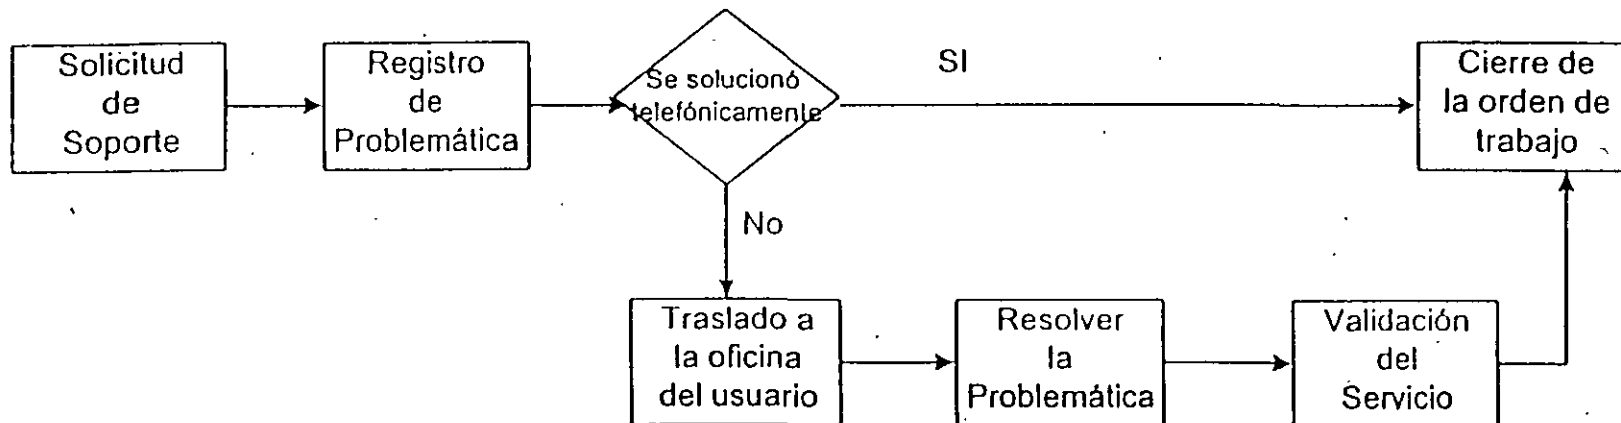 Solicitud
de
Soporte
Registro
de
Problemática
Se solucionó
telefónicamente
SI
Cierre de
la orden de
trabajo
No
Traslado a
la oficina
del usuario
Resolver
la
Problemática
Validación
del
Servicio